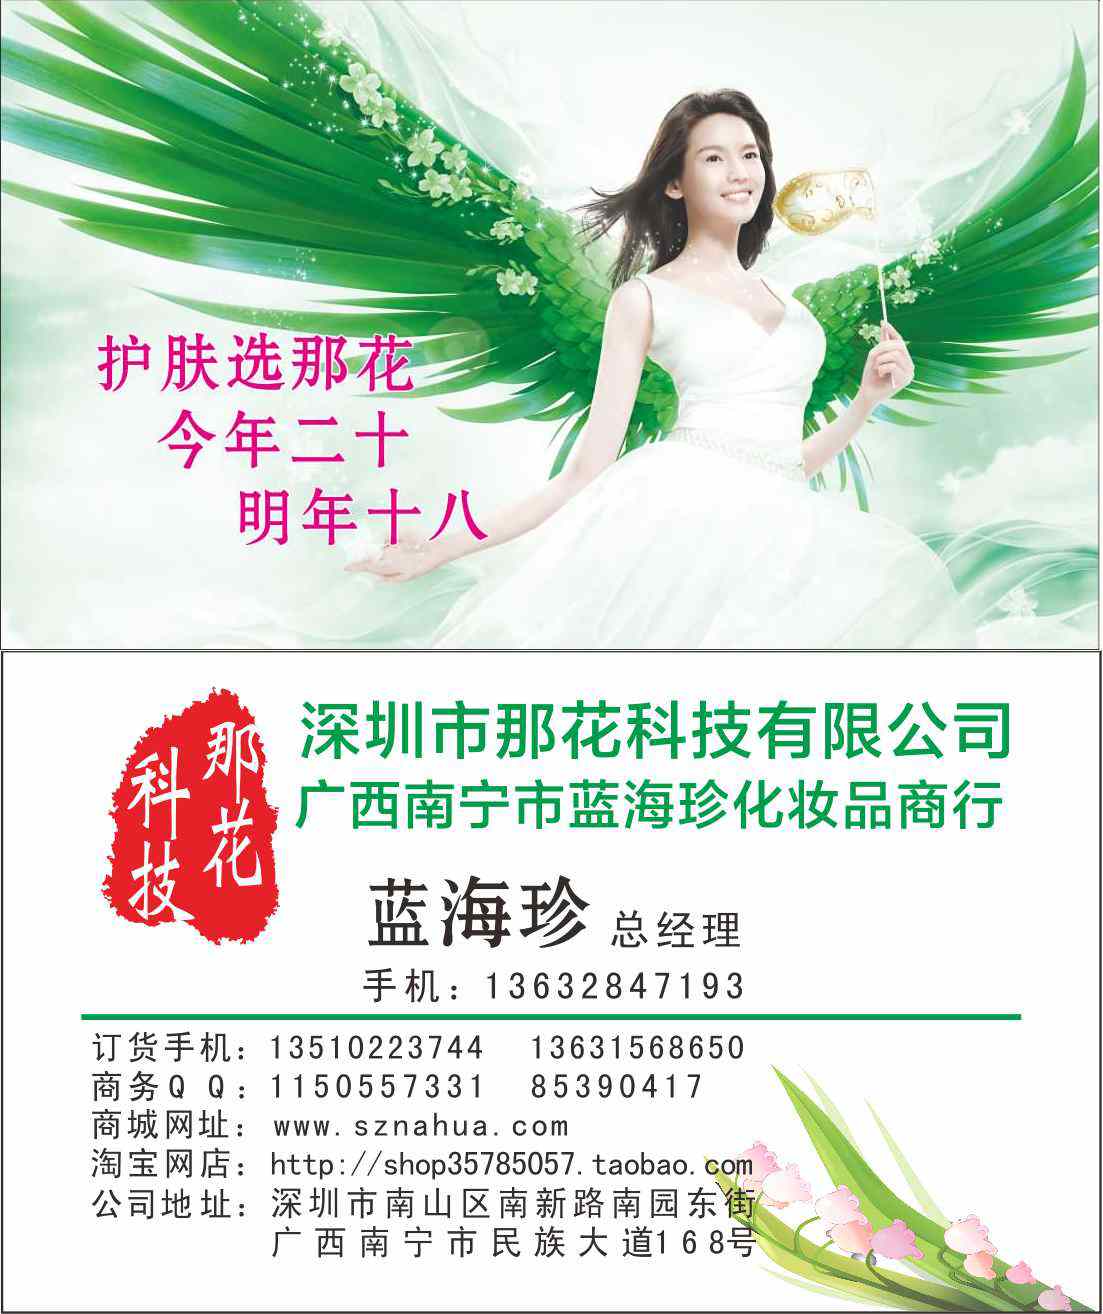 护肤选那花
今年二十
明年十八
那花
科技
深圳市那花科技有限公司
广西南宁市蓝海珍化妆品商行
蓝海珍 总经理
手机：13632847193
订货手机：13510223744 13631568650
商务QQ：1150557331 85390417
商城网址：www.sznahua.com
淘宝网店：http://shop35785057.taobao.com
公司地址：深圳市南山区南新路南园东街
广西南宁市民族大道168号